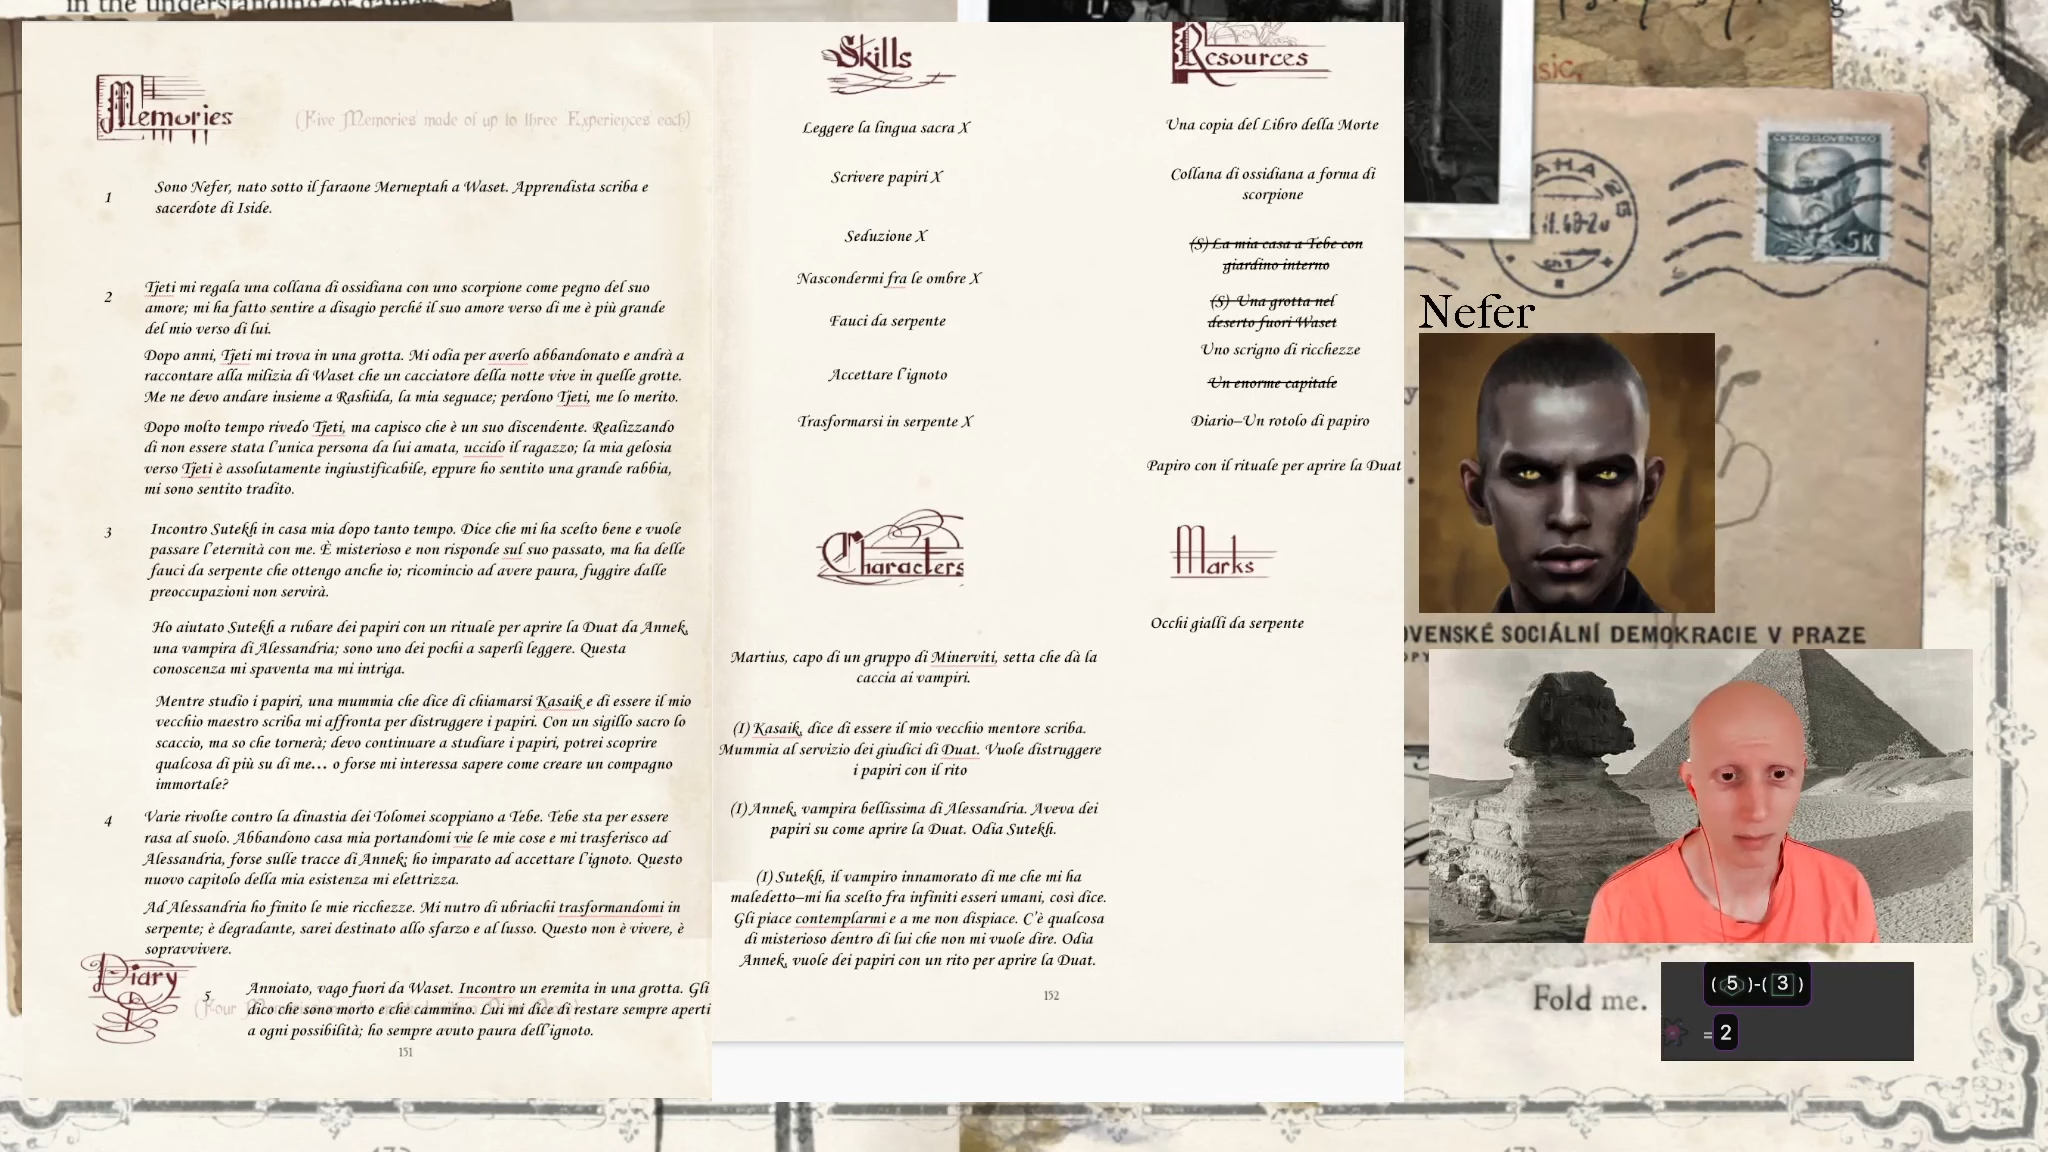 in the understanding of games
Memories
(Five Memories made of up to three Experiences each)
1
Sono Nefer, nato sotto il faraone Merneptah a Waset. Apprendista scriba e
sacerdote di Iside.
2
Tjeti mi regala una collana di ossidiana con uno scorpione come pegno del suo
amore; mi ha fatto sentire a disagio perché il suo amore verso di me è più grande
del mio verso di lui.
Dopo anni, Tjeti mi trova in una grotta. Mi odia per averlo abbandonato e andrà a
raccontare alla milizia di Waset che un cacciatore della notte vive in quelle grotte.
Me ne devo andare insieme a Rashida, la mia seguace; perdono Tjeti, me lo merito.
Dopo molto tempo rivedo Tjeti, ma capisco che è un suo discendente. Realizzando
di non essere stata l'unica persona da lui amata, uccido il ragazzo; la mia gelosia
verso Tjeti è assolutamente ingiustificabile, eppure ho sentito una grande rabbia,
mi sono sentito tradito.
3
Incontro Sutekh in casa mia dopo tanto tempo. Dice che mi ha scelto bene e vuole
passare l'eternità con me. È misterioso e non risponde sul suo passato, ma ha delle
fauci da serpente che ottengo anche io; ricomincio ad avere paura, fuggire dalle
preoccupazioni non servirà.
Ho aiutato Sutekh a rubare dei papiri con un rituale per aprire la Duat da Annek,
una vampira di Alessandria; sono uno dei pochi a saperli leggere. Questa
conoscenza mi spaventa ma mi intriga.
Mentre studio i papiri, una mummia che dice di chiamarsi Kasaik e di essere il mio
vecchio maestro scriba mi affronta per distruggere i papiri. Con un sigillo sacro lo
scaccio, ma so che tornerà; devo continuare a studiare i papiri, potrei scoprire
qualcosa di più su di me... o forse mi interessa sapere come creare un compagno
immortale?
4
Varie rivolte contro la dinastia dei Tolomei scoppiano a Tebe. Tebe sta per essere
rasa al suolo. Abbandono casa mia portandomi vie le mie cose e mi trasferisco ad
Alessandria, forse sulle tracce di Annek; ho imparato ad accettare l'ignoto. Questo
nuovo capitolo della mia esistenza mi elettrizza.
Ad Alessandria ho finito le mie ricchezze. Mi nutro di ubriachi trasformandomi in
serpente; è degradante, sarei destinato allo sfarzo e al lusso. Questo non è vivere, è
sopravvivere.
Diary
5
Annoiato, vago fuori da Waset. Incontro un eremita in una grotta. Gli
dico che sono morto e che cammino. Lui mi dice di restare sempre aperti
a ogni possibilità; ho sempre avuto paura dell'ignoto.
151
Skills
Leggere la lingua sacra X
Scrivere papiri X
Seduzione X
Nascondermi fra le ombre X
Fauci da serpente
Accettare l'ignoto
Trasformarsi in serpente X
Resources
Una copia del Libro della Morte
Collana di ossidiana a forma di
scorpione
(S) La mia casa a Tebe con
giardino interno
(S) Una grotta nel
deserto fuori Waset
Uno scrigno di ricchezze
Un enorme capitale
Diario–Un rotolo di papiro
Papiro con il rituale per aprire la Duat
Characters
Martius, capo di un gruppo di Minerviti, setta che dà la
caccia ai vampiri.
(I) Kasaik, dice di essere il mio vecchio mentore scriba.
Mummia al servizio dei giudici di Duat. Vuole distruggere
i papiri con il rito
(I) Annek, vampira bellissima di Alessandria. Aveva dei
papiri su come aprire la Duat. Odia Sutekh.
(I) Sutekh, il vampiro innamorato di me che mi ha
maledetto–mi ha scelto fra infiniti esseri umani, così dice.
Gli piace contemplarmi e a me non dispiace. C'è qualcosa
di misterioso dentro di lui che non mi vuole dire. Odia
Annek, vuole dei papiri con un rito per aprire la Duat.
152
Marks
Occhi gialli da serpente
sic,
ČESKOSLOVENSKO
5K
Nefer
OVENSKÉ SOCIÁLNÍ DEMOKRACIE V PRAZE
Fold me.
(5)-(3)
=2